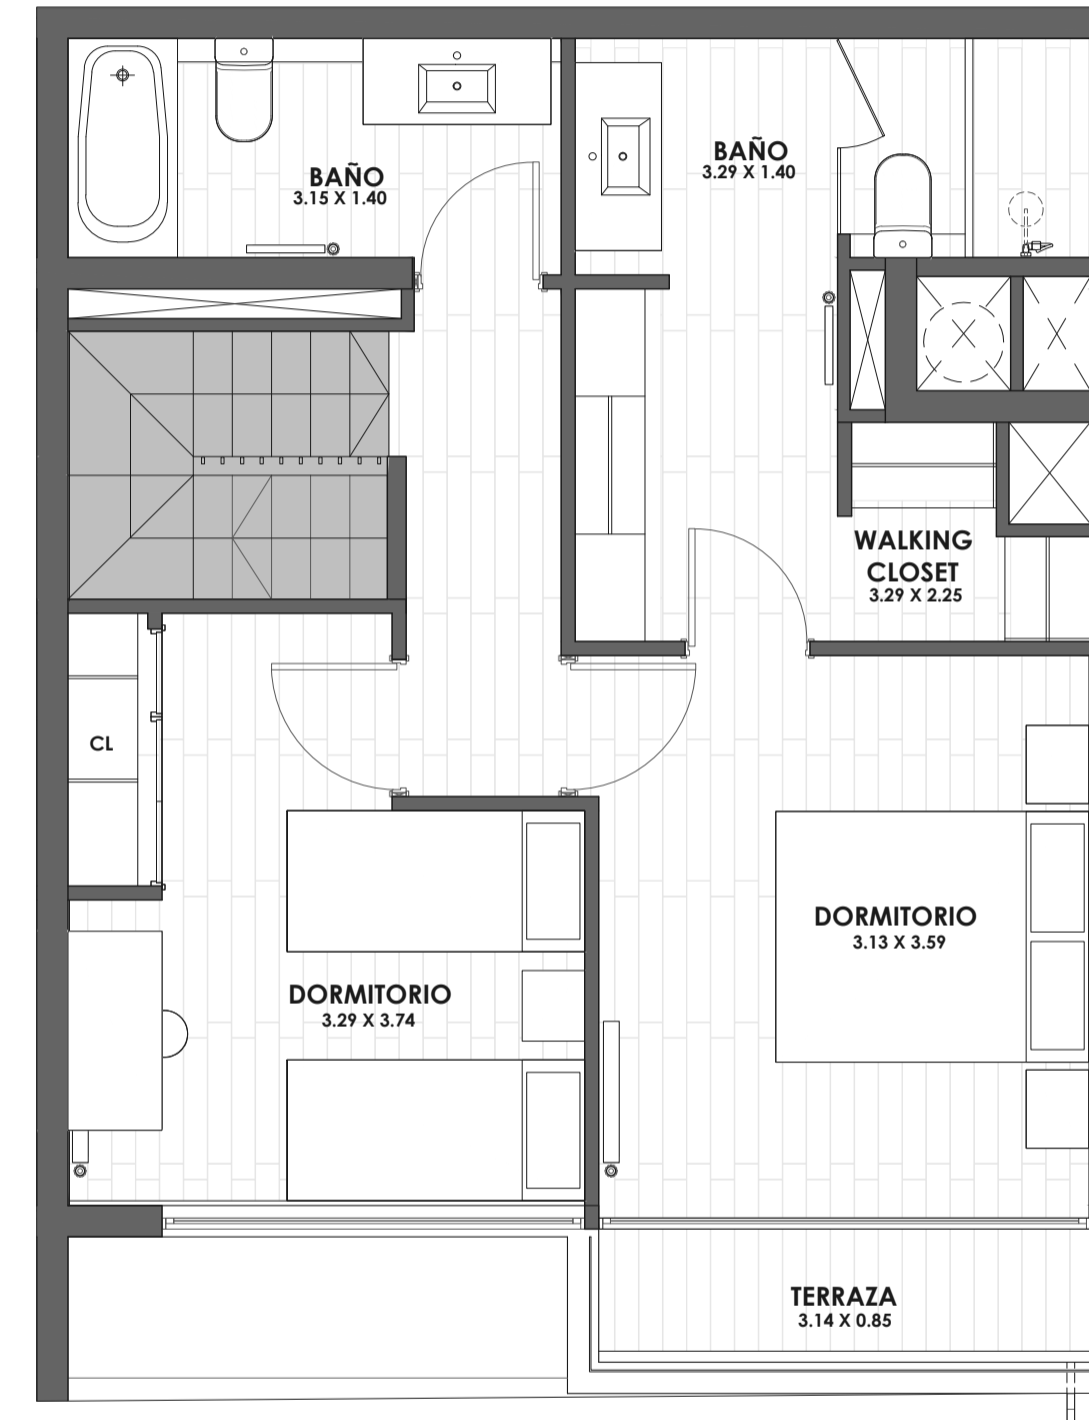 BAÑO
3.15 X 1.40
BAÑO
3.29 X 1.40
WALKING
CLOSET
3.29 X 2.25
CL
DORMITORIO
3.13 X 3.59
DORMITORIO
3.29 X 3.74
TERRAZA
3.14 X 0.85